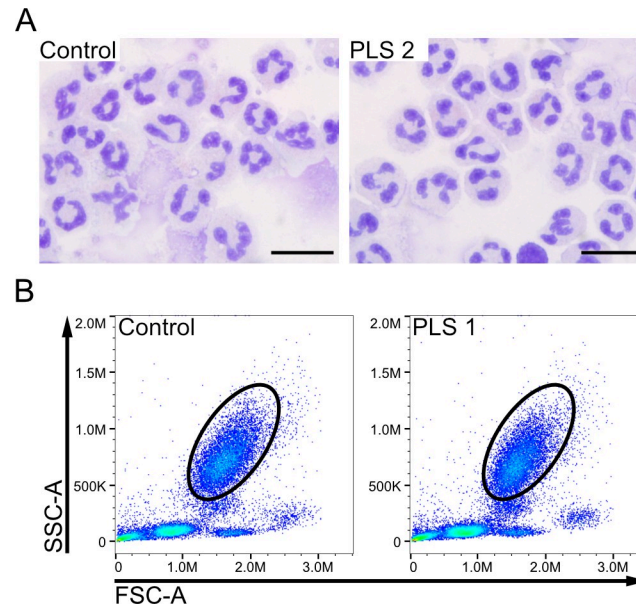 A
Control
PLS 2
B
Control
PLS 1
2.0M
1.5M
1.0M
500K
0
2.0M
1.5M
1.0M
500K
0
SSC-A
0
1.0M
2.0M
3.0M
0
1.0M
2.0M
3.0M
FSC-A